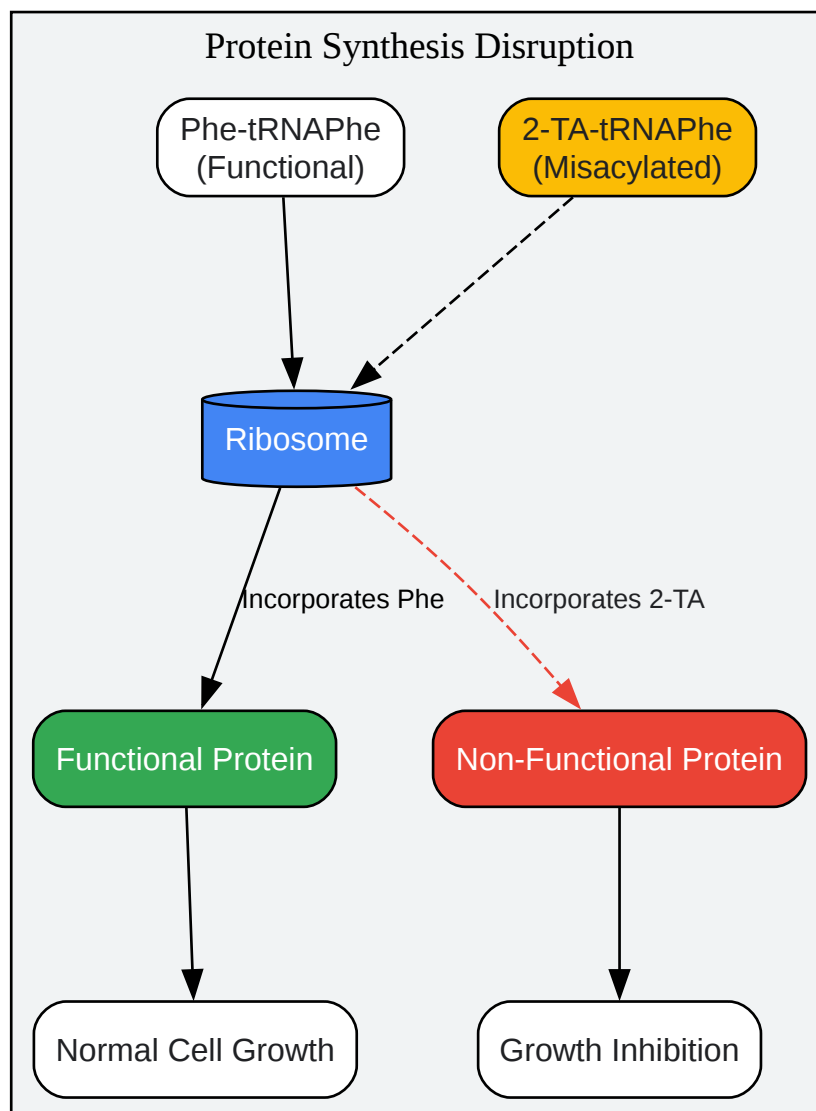 Protein Synthesis Disruption
Phe-tRNAPhe
(Functional)
2-TA-tRNAPhe
(Misacylated)
Ribosome
Incorporates Phe
Incorporates 2-TA
Functional Protein
Non-Functional Protein
Normal Cell Growth
Growth Inhibition